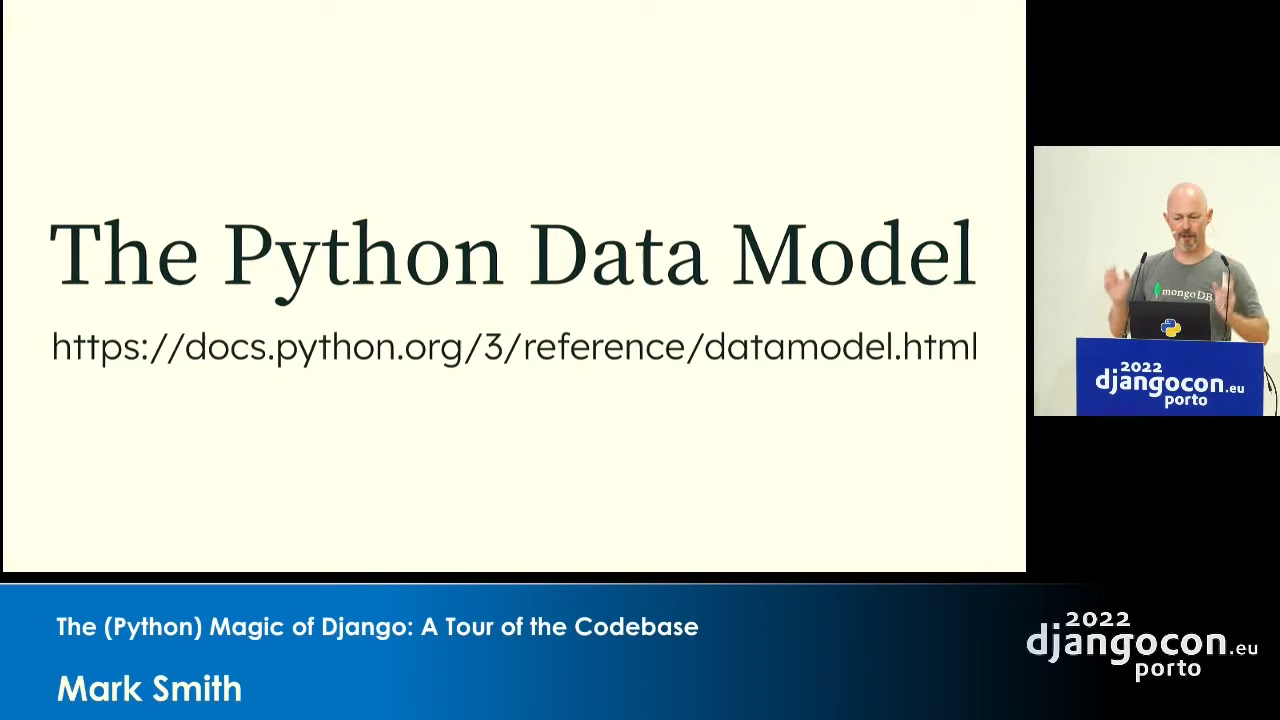 The Python Data Model
https://docs.python.org/3/reference/datamodel.html
mongoDB
2022
djangocon.eu
porto
The (Python) Magic of Django: A Tour of the Codebase
Mark Smith
2022
djangocon.eu
porto